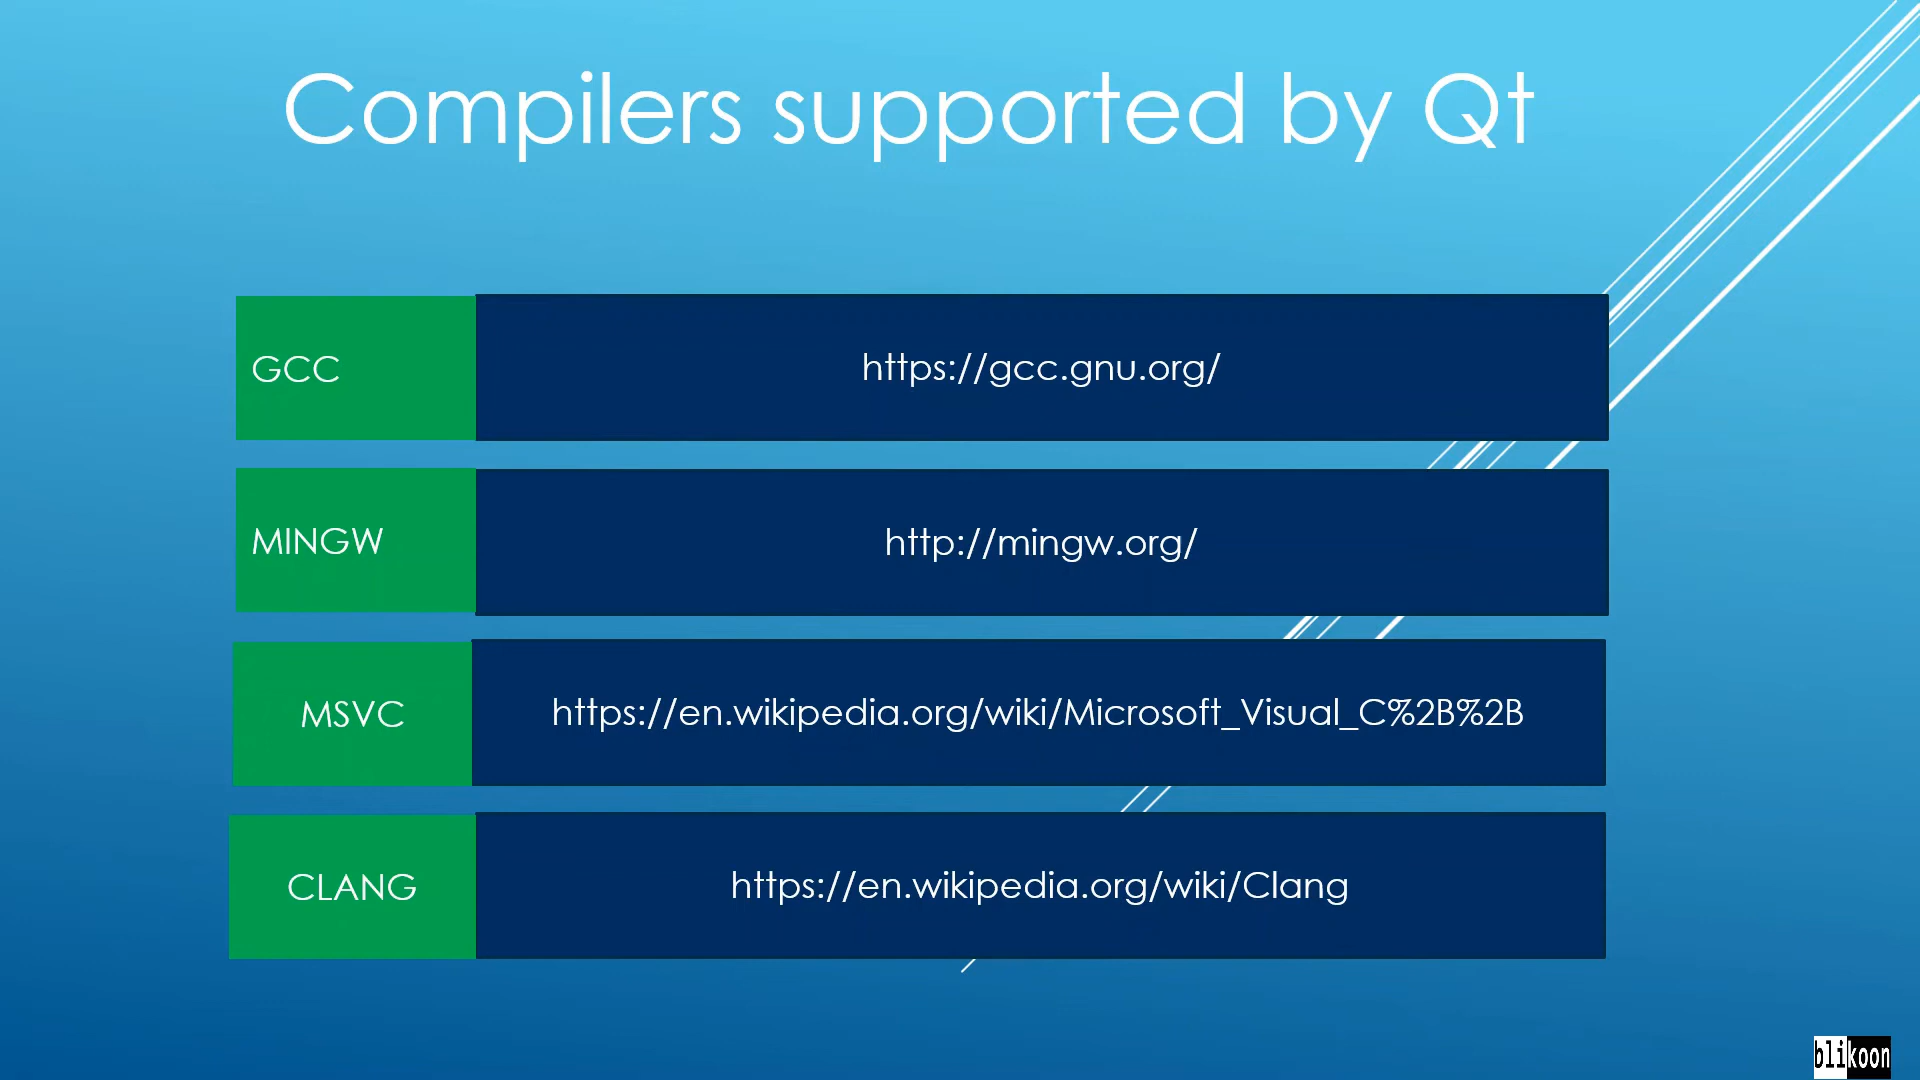 Compilers supported by Qt
GCC
https://gcc.gnu.org/
MINGW
http://mingw.org/
MSVC
https://en.wikipedia.org/wiki/Microsoft_Visual_C%2B%2B
CLANG
https://en.wikipedia.org/wiki/Clang
blikoon